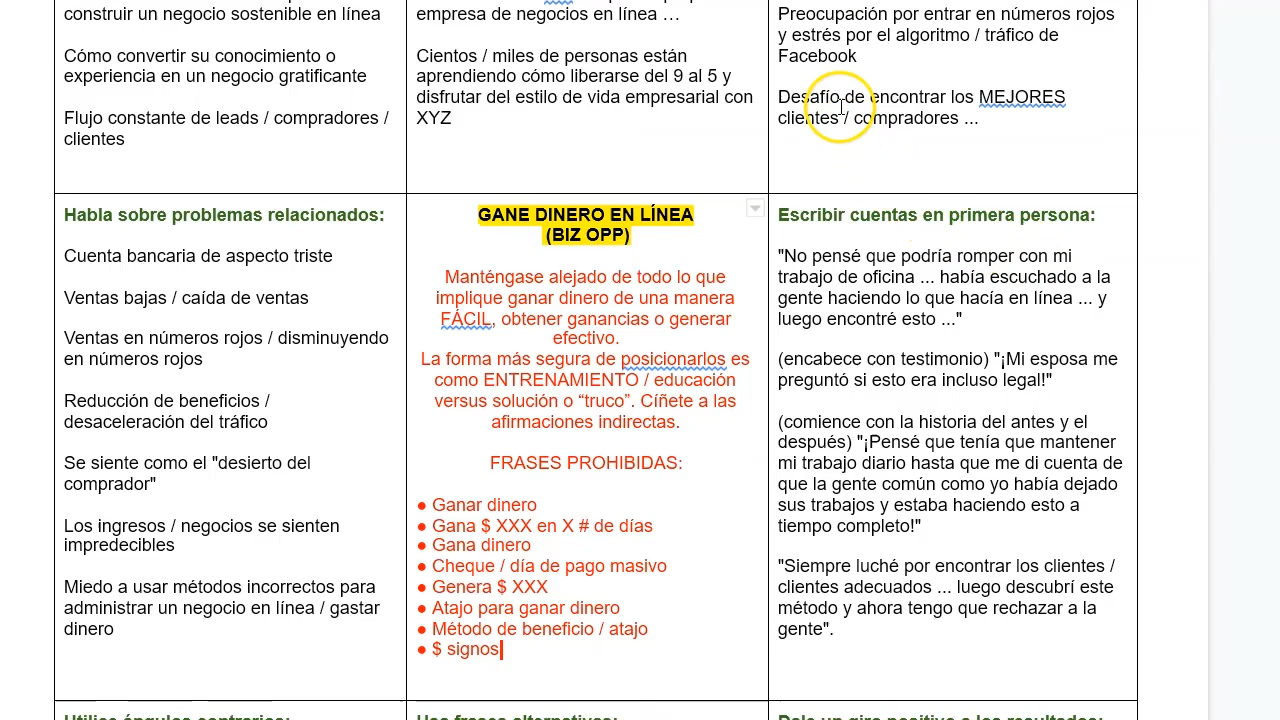 construir un negocio sostenible en línea
Cómo convertir su conocimiento o
experiencia en un negocio gratificante
Flujo constante de leads / compradores /
clientes
empresa de negocios en línea …
Cientos / miles de personas están
aprendiendo cómo liberarse del 9 al 5 y
disfrutar del estilo de vida empresarial con
XYZ
Preocupación por entrar en números rojos
y estrés por el algoritmo / tráfico de
Facebook
Desafío de encontrar los MEJORES
clientes / compradores ...
Habla sobre problemas relacionados:
Cuenta bancaria de aspecto triste
Ventas bajas / caída de ventas
Ventas en números rojos / disminuyendo
en números rojos
Reducción de beneficios /
desaceleración del tráfico
Se siente como el "desierto del
comprador"
Los ingresos / negocios se sienten
impredecibles
Miedo a usar métodos incorrectos para
administrar un negocio en línea / gastar
dinero
GANE DINERO EN LÍNEA
(BIZ OPP)
Manténgase alejado de todo lo que
implique ganar dinero de una manera
FÁCIL, obtener ganancias o generar
efectivo.
La forma más segura de posicionarlos es
como ENTRENAMIENTO / educación
versus solución o “truco”. Cíñete a las
afirmaciones indirectas.
FRASES PROHIBIDAS:
● Ganar dinero
● Gana $ XXX en X # de días
● Gana dinero
● Cheque / día de pago masivo
● Genera $ XXX
● Atajo para ganar dinero
● Método de beneficio / atajo
● $ signos
Escribir cuentas en primera persona:
"No pensé que podría romper con mi
trabajo de oficina ... había escuchado a la
gente haciendo lo que hacía en línea ... y
luego encontré esto ..."
(encabece con testimonio) "¡Mi esposa me
preguntó si esto era incluso legal!"
(comience con la historia del antes y el
después) "¡Pensé que tenía que mantener
mi trabajo diario hasta que me di cuenta de
que la gente común como yo había dejado
sus trabajos y estaba haciendo esto a
tiempo completo!"
"Siempre luché por encontrar los clientes /
clientes adecuados ... luego descubrí este
método y ahora tengo que rechazar a la
gente".